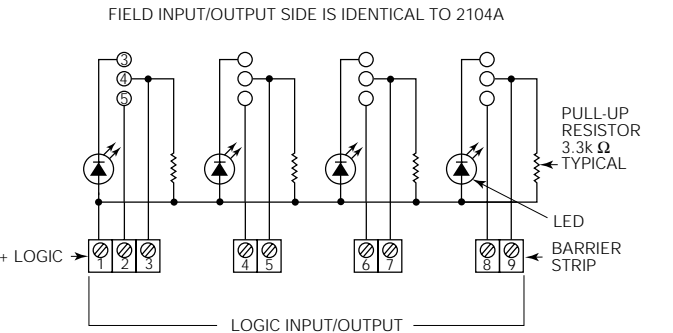 FIELD INPUT/OUTPUT SIDE IS IDENTICAL TO 2104A
3
4
5
PULL-UP
RESISTOR
3.3k Ω
TYPICAL
LED
+ LOGIC
1 2 3 4 5 6 7 8 9
BARRIER
STRIP
LOGIC INPUT/OUTPUT